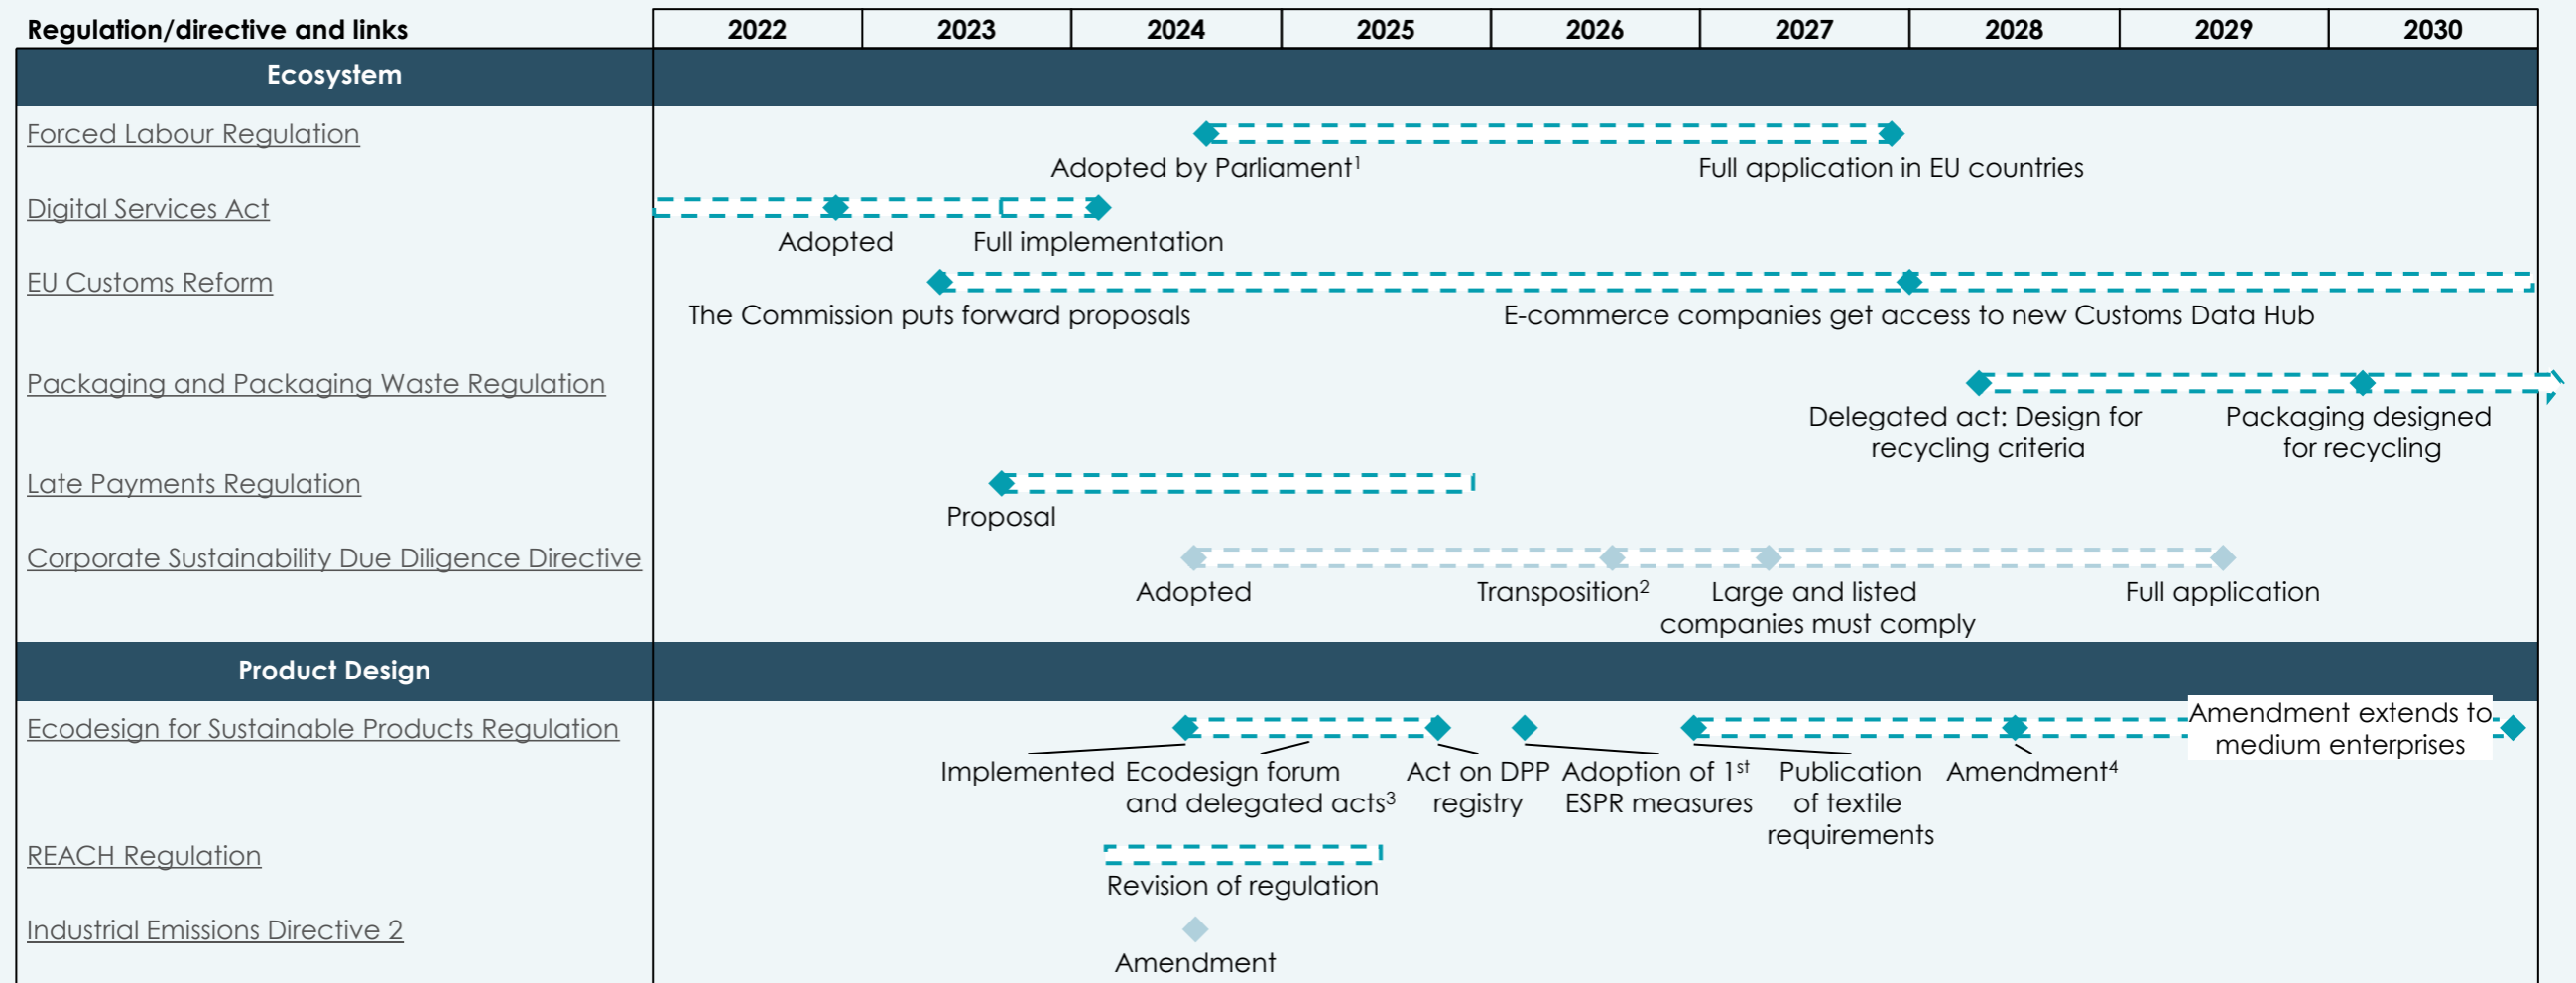 Regulation/directive and links 2022 2023 2024 2025 2026 2027 2028 2029 2030
Ecosystem
Forced Labour Regulation
Adopted by Parliament¹ Full application in EU countries
Digital Services Act
Adopted Full implementation
EU Customs Reform
The Commission puts forward proposals E-commerce companies get access to new Customs Data Hub
Packaging and Packaging Waste Regulation
Delegated act: Design for Packaging designed
recycling criteria for recycling
Late Payments Regulation
Proposal
Corporate Sustainability Due Diligence Directive
Adopted Transposition² Large and listed Full application
companies must comply
Product Design
Amendment extends to
Ecodesign for Sustainable Products Regulation
medium enterprises
Implemented Ecodesign forum Act on DPP Adoption of 1st Publication Amendment⁴
and delegated acts³ registry ESPR measures of textile
requirements
REACH Regulation
Revision of regulation
Industrial Emissions Directive 2
Amendment